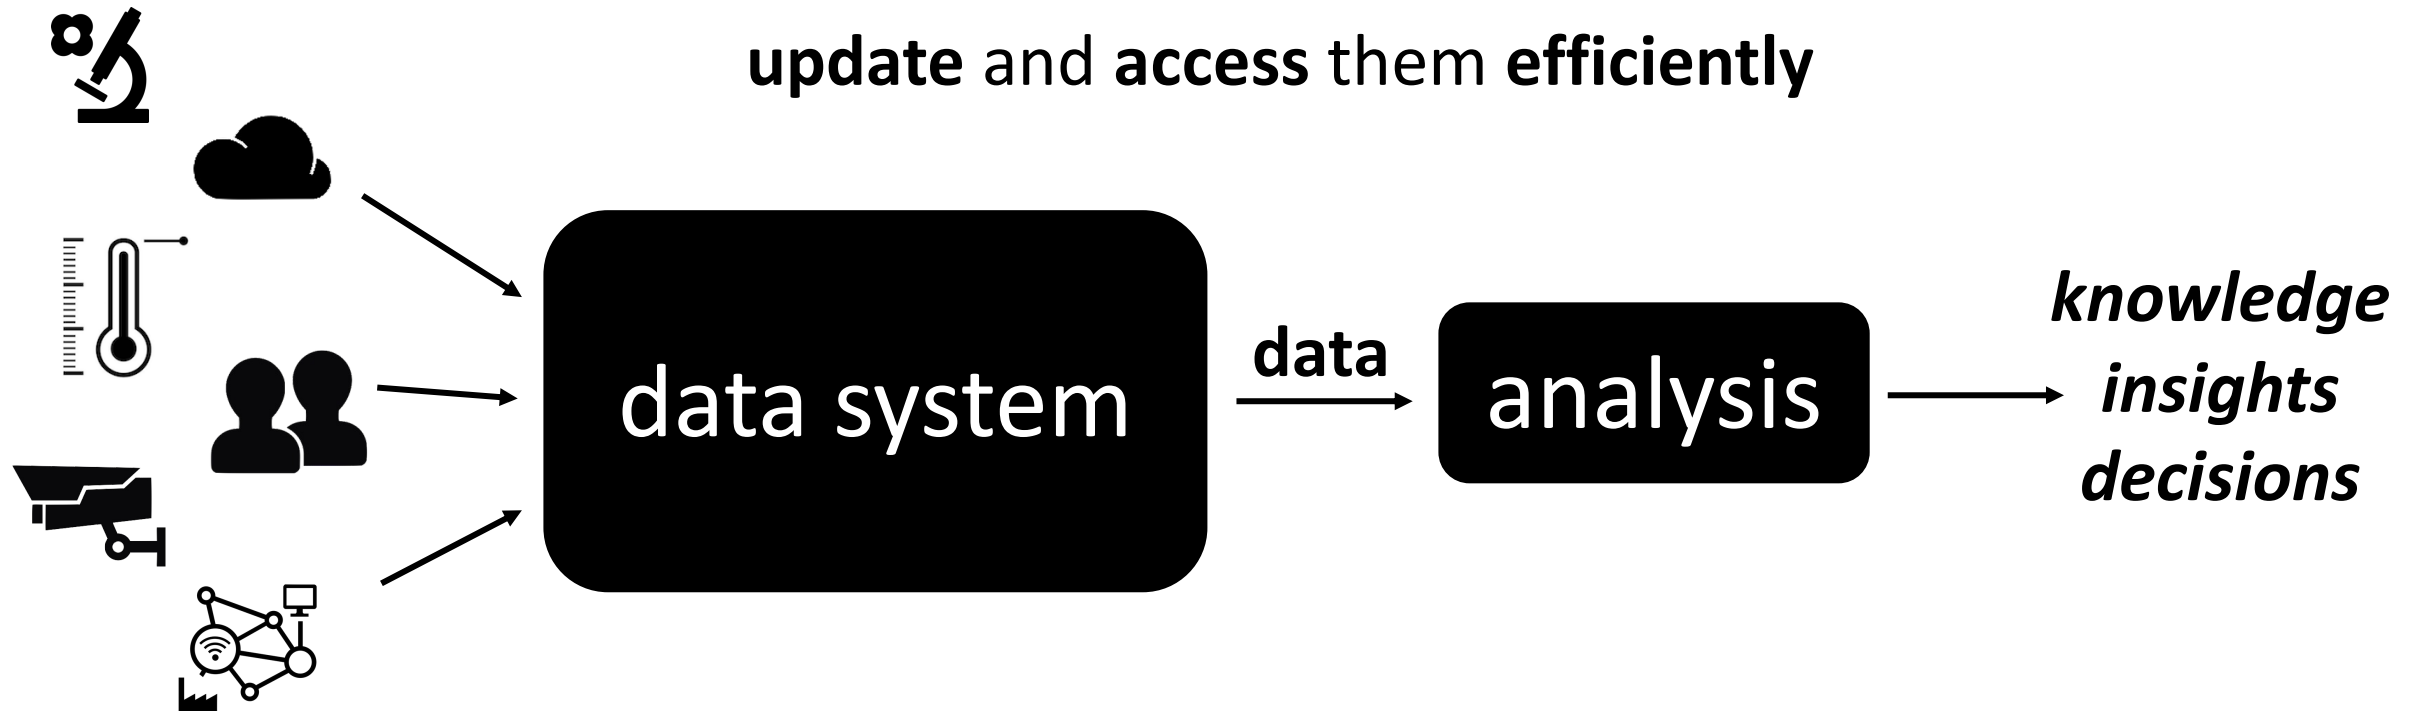 update and access them efficiently
data system
data
analysis
knowledge
insights
decisions